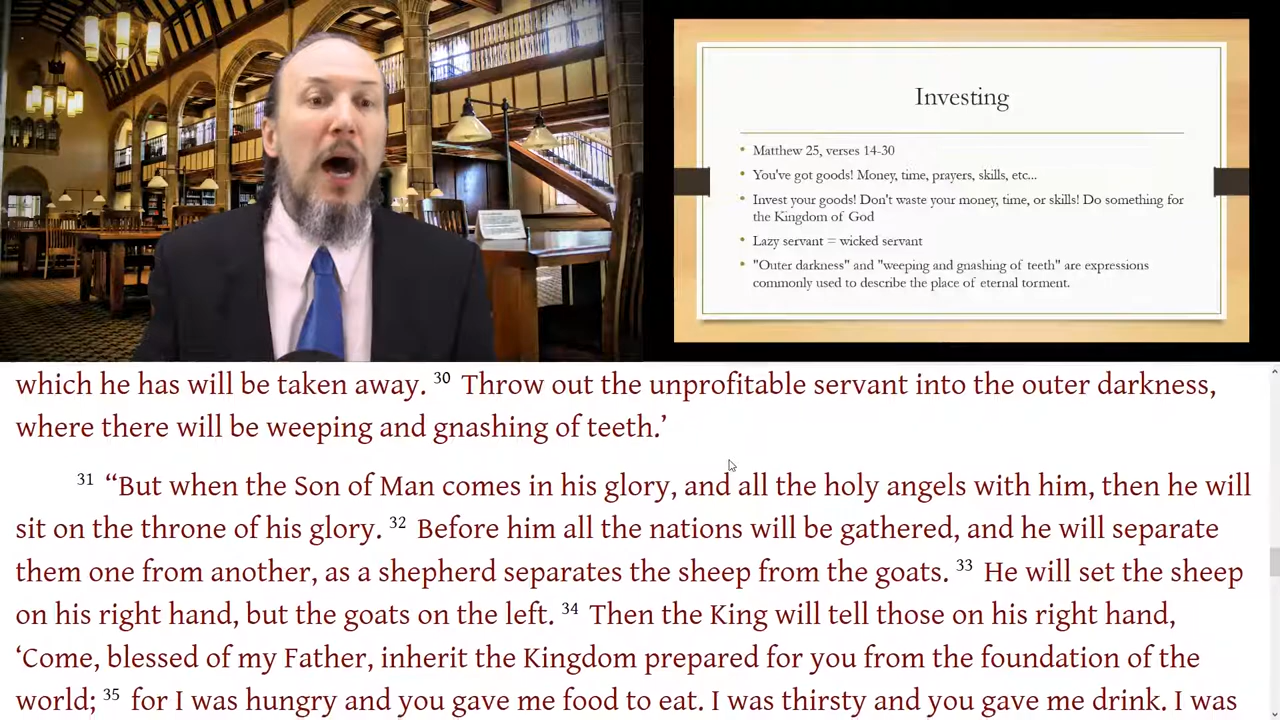 Investing
• Matthew 25, verses 14-30
• You've got goods! Money, time, prayers, skills, etc...
• Invest your goods! Don't waste your money, time, or skills! Do something for
the Kingdom of God
• Lazy servant = wicked servant
• "Outer darkness" and "weeping and gnashing of teeth" are expressions
commonly used to describe the place of eternal torment.
which he has will be taken away. 30 Throw out the unprofitable servant into the outer darkness,
where there will be weeping and gnashing of teeth.’
31 “But when the Son of Man comes in his glory, and all the holy angels with him, then he will
sit on the throne of his glory. 32 Before him all the nations will be gathered, and he will separate
them one from another, as a shepherd separates the sheep from the goats. 33 He will set the sheep
on his right hand, but the goats on the left. 34 Then the King will tell those on his right hand,
‘Come, blessed of my Father, inherit the Kingdom prepared for you from the foundation of the
world; 35 for I was hungry and you gave me food to eat. I was thirsty and you gave me drink. I was